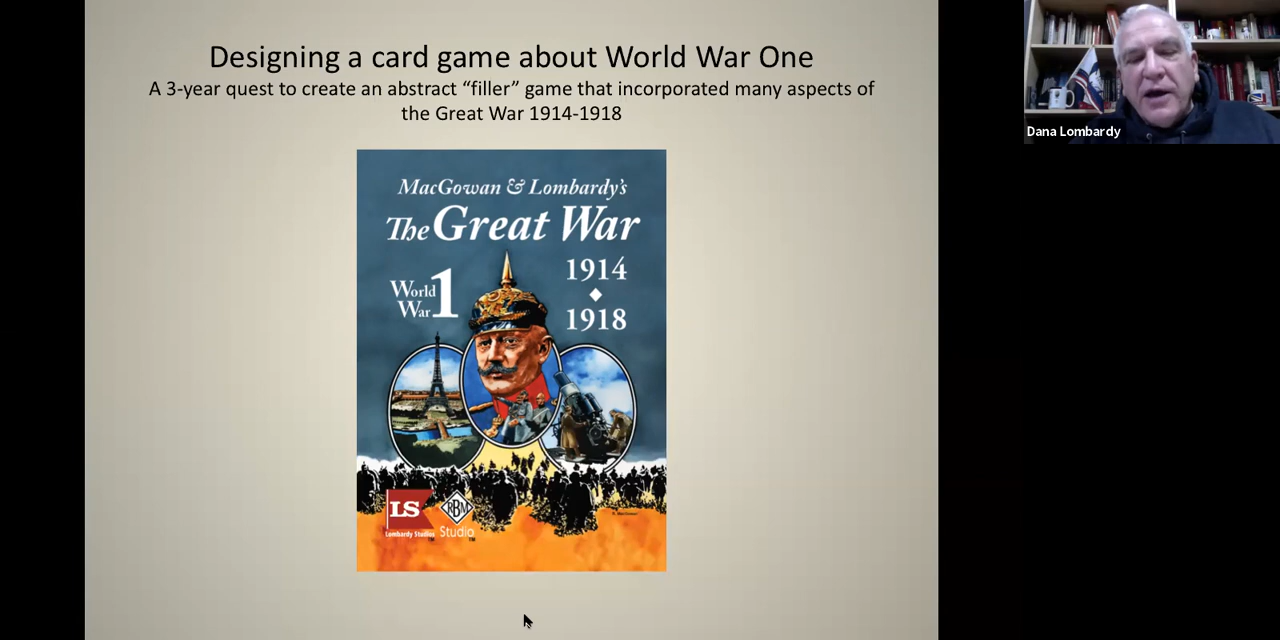 Designing a card game about World War One
A 3-year quest to create an abstract “filler” game that incorporated many aspects of
the Great War 1914-1918
MacGowan & Lombardy's
The Great War
World
War 1
1914
1918
LS
Lombardy Studios
TM
RBM
Studio
TM
Dana Lombardy